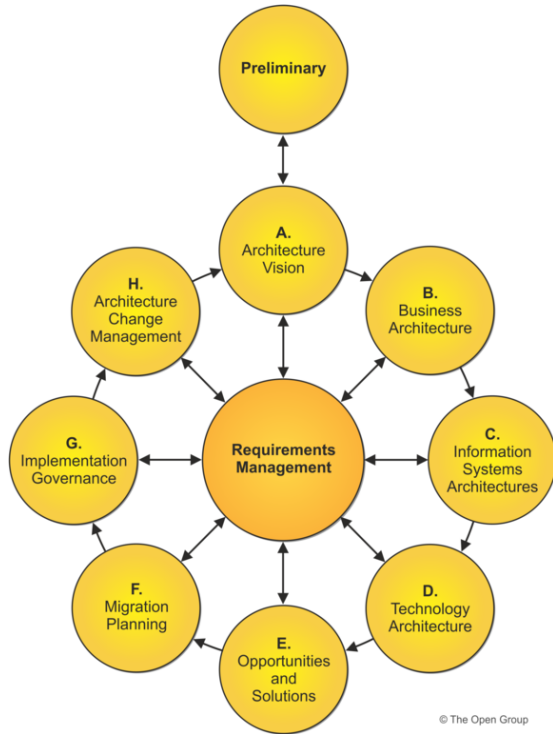 Preliminary
A.
Architecture
Vision
H.
Architecture
Change
Management
B.
Business
Architecture
G.
Implementation
Governance
Requirements
Management
C.
Information
Systems
Architectures
F.
Migration
Planning
D.
Technology
Architecture
E.
Opportunities
and
Solutions
© The Open Group